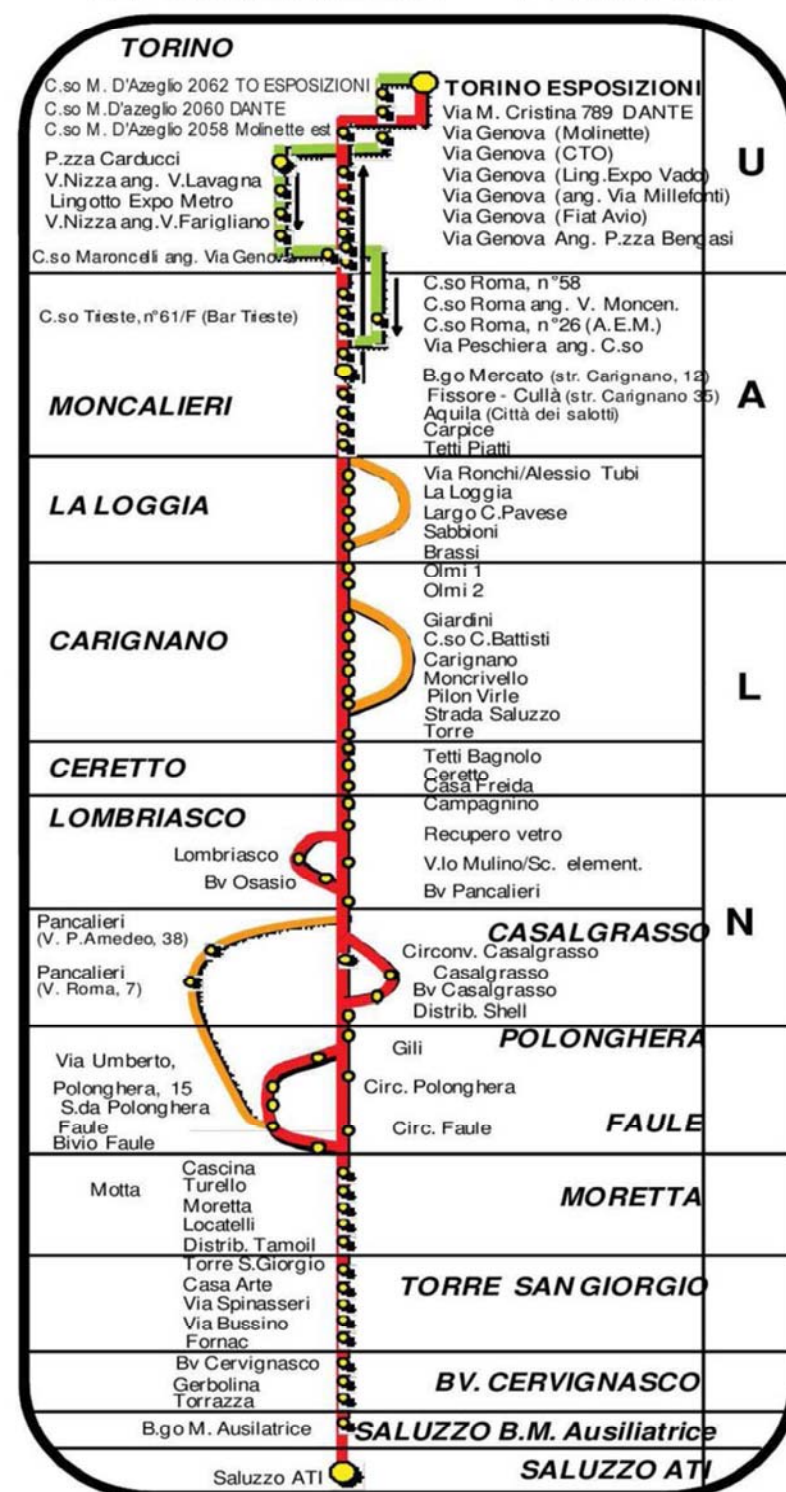 TORINO
C.so M. D'Azeglio 2062 TO ESPOSIZIONI
C.so M.D'azeglio 2060 DANTE
C.so M. D'Azeglio 2058 Molinette est
P.zza Carducci
V.Nizza ang. V.Lavagna
Lingotto Expo Metro
V.Nizza ang.V.Farigliano
C.so Maroncelli ang. Via Genova
TORINO ESPOSIZIONI
Via M. Cristina 789 DANTE
Via Genova (Molinette)
Via Genova (CTO)
Via Genova (Ling.Expo Vado)
Via Genova (ang. Via Millefonti)
Via Genova (Fiat Avio)
Via Genova Ang. P.zza Bengasi
U
C.so Trieste,n°61/F (Bar Trieste)
MONCALIERI
C.so Roma, n°58
C.so Roma ang. V. Moncen.
C.so Roma, n°26 (A.E.M.)
Via Peschiera ang. C.so
B.go Mercato (str. Carignano, 12)
Fissore - Cullà (str. Carignano 35)
Aquila (Città dei salotti)
Carpice
Tetti Piatti
A
LA LOGGIA
Via Ronchi/Alessio Tubi
La Loggia
Largo C.Pavese
Sabbioni
Brassi
CARIGNANO
Olmi 1
Olmi 2
Giardini
C.so C.Battisti
Carignano
Moncrivello
Pilon Virle
Strada Saluzzo
Torre
L
CERETTO
Tetti Bagnolo
Ceretto
Casa Freida
LOMBRIASCO
Lombriasco
Bv Osasio
Campagnino
Recupero vetro
V.lo Mulino/Sc. element.
Bv Pancalieri
N
Pancalieri
(V. P.Amedeo, 38)
Pancalieri
(V. Roma, 7)
CASALGRASSO
Circonv. Casalgrasso
Casalgrasso
Bv Casalgrasso
Distrib. Shell
POLONGHERA
Gili
Circ. Polonghera
FAULE
Circ. Faule
Via Umberto,
Polonghera, 15
S.da Polonghera
Faule
Bivio Faule
Motta
Cascina
Turello
Moretta
Locatelli
Distrib. Tamoil
MORETTA
Torre S.Giorgio
Casa Arte
Via Spinasseri
Via Bussino
Fornac
TORRE SAN GIORGIO
Bv Cervignasco
Gerbolina
Torrazza
BV. CERVIGNASCO
B.go M. Ausilatrice
SALUZZO B.M. Ausiliatrice
Saluzzo ATI
SALUZZO ATI